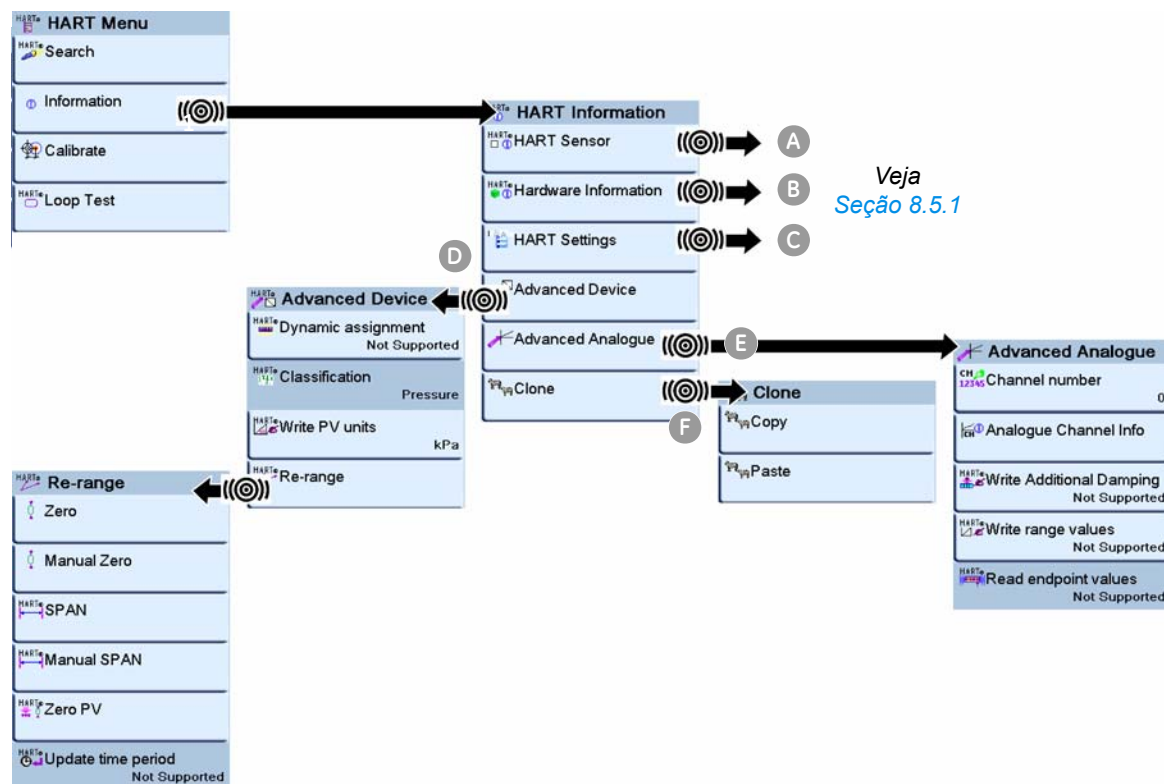 HART Menu
Search
Information
Calibrate
Loop Test
HART Information
HART Sensor
A
Hardware Information
B
HART Settings
C
Veja
Seção 8.5.1
Advanced Device
Advanced Analogue
E
Clone
F
D
Advanced Device
Dynamic assignment
Not Supported
Classification
Pressure
Write PV units
kPa
Re-range
Re-range
Zero
Manual Zero
SPAN
Manual SPAN
Zero PV
Update time period
Not Supported
Clone
Copy
Paste
Advanced Analogue
Channel number
0
Analogue Channel Info
Write Additional Damping
Not Supported
Write range values
Not Supported
Read endpoint values
Not Supported